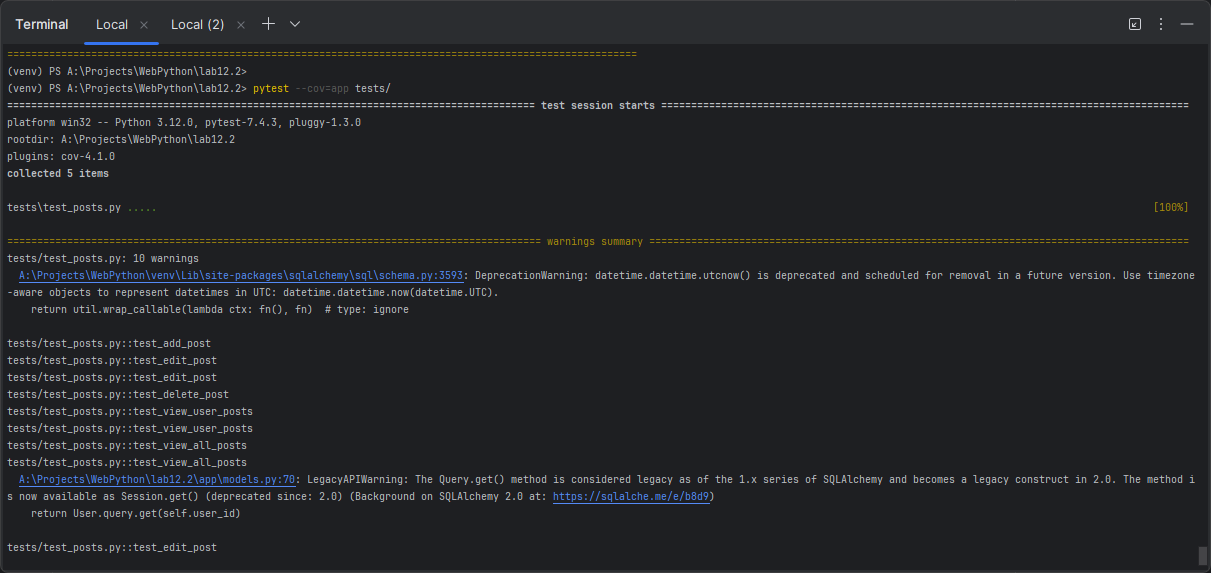 Terminal Local × Local (2) ×
===========================================================================================================
(venv) PS A:\Projects\WebPython\lab12.2>
(venv) PS A:\Projects\WebPython\lab12.2> pytest --cov=app tests/
======================================================================================== test session starts ========================================================================================
platform win32 -- Python 3.12.0, pytest-7.4.3, pluggy-1.3.0
rootdir: A:\Projects\WebPython\lab12.2
plugins: cov-4.1.0
collected 5 items
tests\test_posts.py ..... [100%]
========================================================================================= warnings summary ==========================================================================================
tests/test_posts.py: 10 warnings
A:\Projects\WebPython\venv\Lib\site-packages\sqlalchemy\sql\schema.py:3593: DeprecationWarning: datetime.datetime.utcnow() is deprecated and scheduled for removal in a future version. Use timezone
-aware objects to represent datetimes in UTC: datetime.datetime.now(datetime.UTC).
return util.wrap_callable(lambda ctx: fn(), fn)  # type: ignore
tests/test_posts.py::test_add_post
tests/test_posts.py::test_edit_post
tests/test_posts.py::test_edit_post
tests/test_posts.py::test_delete_post
tests/test_posts.py::test_view_user_posts
tests/test_posts.py::test_view_user_posts
tests/test_posts.py::test_view_all_posts
tests/test_posts.py::test_view_all_posts
A:\Projects\WebPython\lab12.2\app\models.py:70: LegacyAPIWarning: The Query.get() method is considered legacy as of the 1.x series of SQLAlchemy and becomes a legacy construct in 2.0. The method i
s now available as Session.get() (deprecated since: 2.0) (Background on SQLAlchemy 2.0 at: https://sqlalche.me/e/b8d9)
return User.query.get(self.user_id)
tests/test_posts.py::test_edit_post